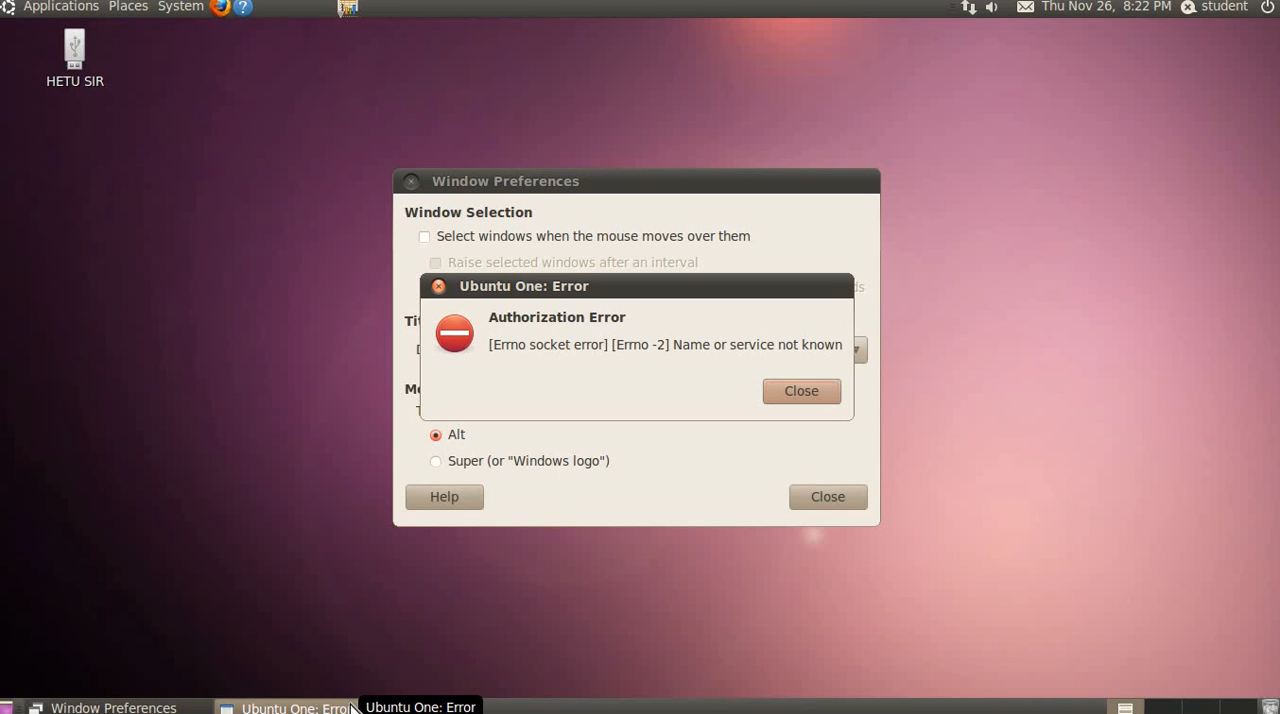 Applications Places System
Thu Nov 26, 8:22 PM student
HETU SIR
Window Preferences
Window Selection
Select windows when the mouse moves over them
Raise selected windows after an interval
ds
Ubuntu One: Error
Authorization Error
[Errno socket error] [Errno -2] Name or service not known
Close
Alt
Super (or "Windows logo")
Help
Close
Window Preferences
Ubuntu One: Error
Ubuntu One: Error